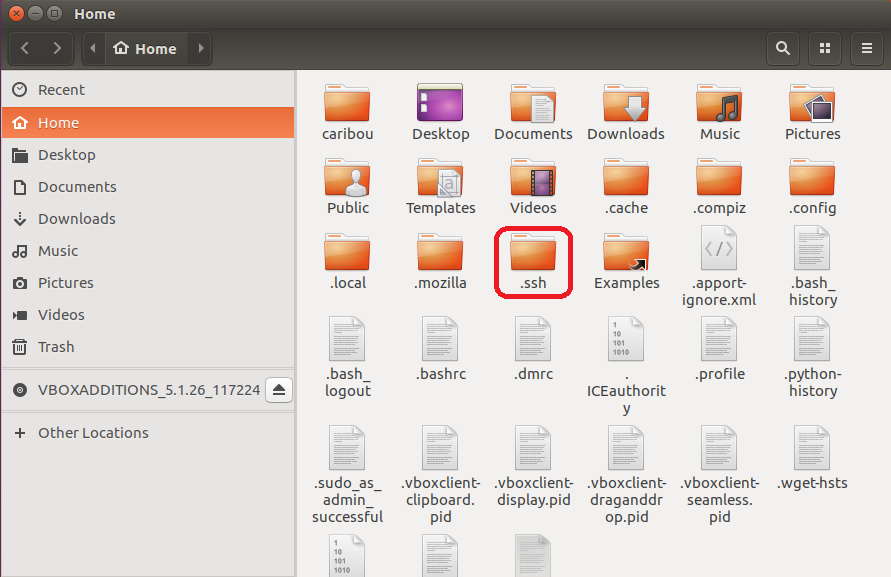 Home
Home
Recent
Home
Desktop
Documents
Downloads
Music
Pictures
Videos
Trash
VBOXADDITIONS_5.1.26_117224
Other Locations
caribou Desktop Documents Downloads Music Pictures
Public Templates Videos .cache .compiz .config
.local .mozilla .ssh Examples .apport-ignore.xml .bash_history
.bash_logout .bashrc .dmrc .ICEauthority .profile .python-history
.sudo_as_admin_successful .vboxclient-clipboard.pid .vboxclient-display.pid .vboxclient-draganddrop.pid .vboxclient-seamless.pid .wget-hsts